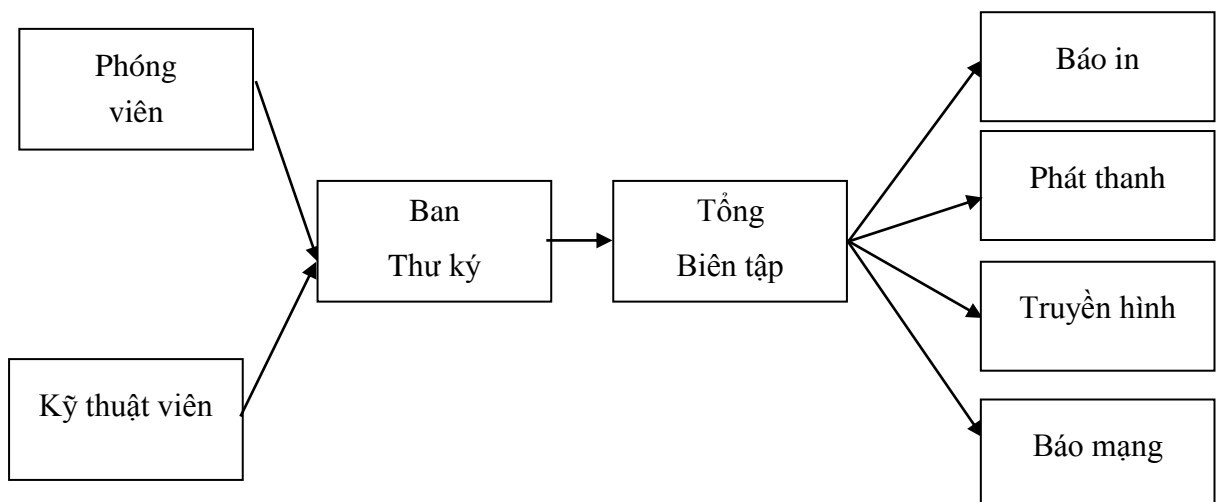 Phóng
viên
Kỹ thuật viên
Ban
Thư ký
Tổng
Biên tập
Báo in
Phát thanh
Truyền hình
Báo mạng